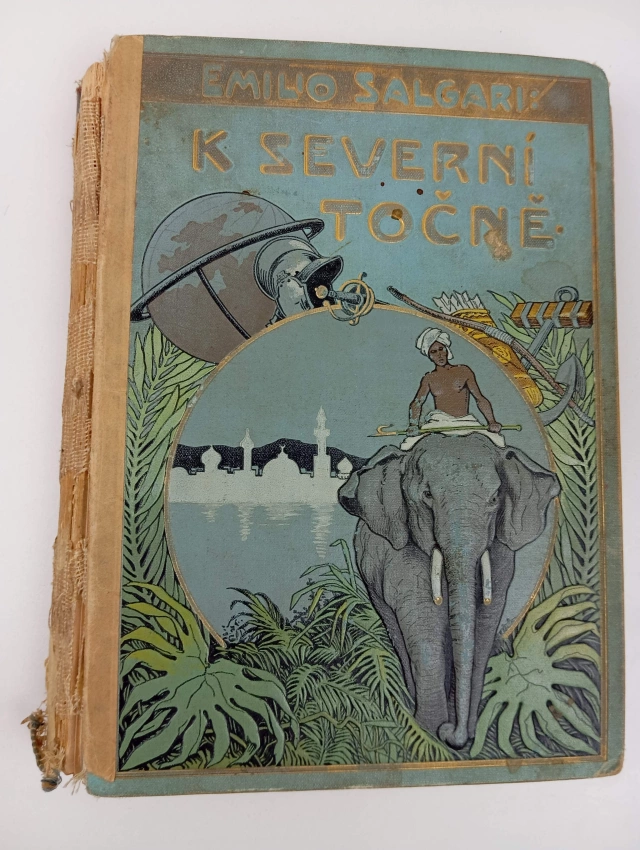 EMILIO SALGARI:
K SEVERNÍ
TOČNĚ.